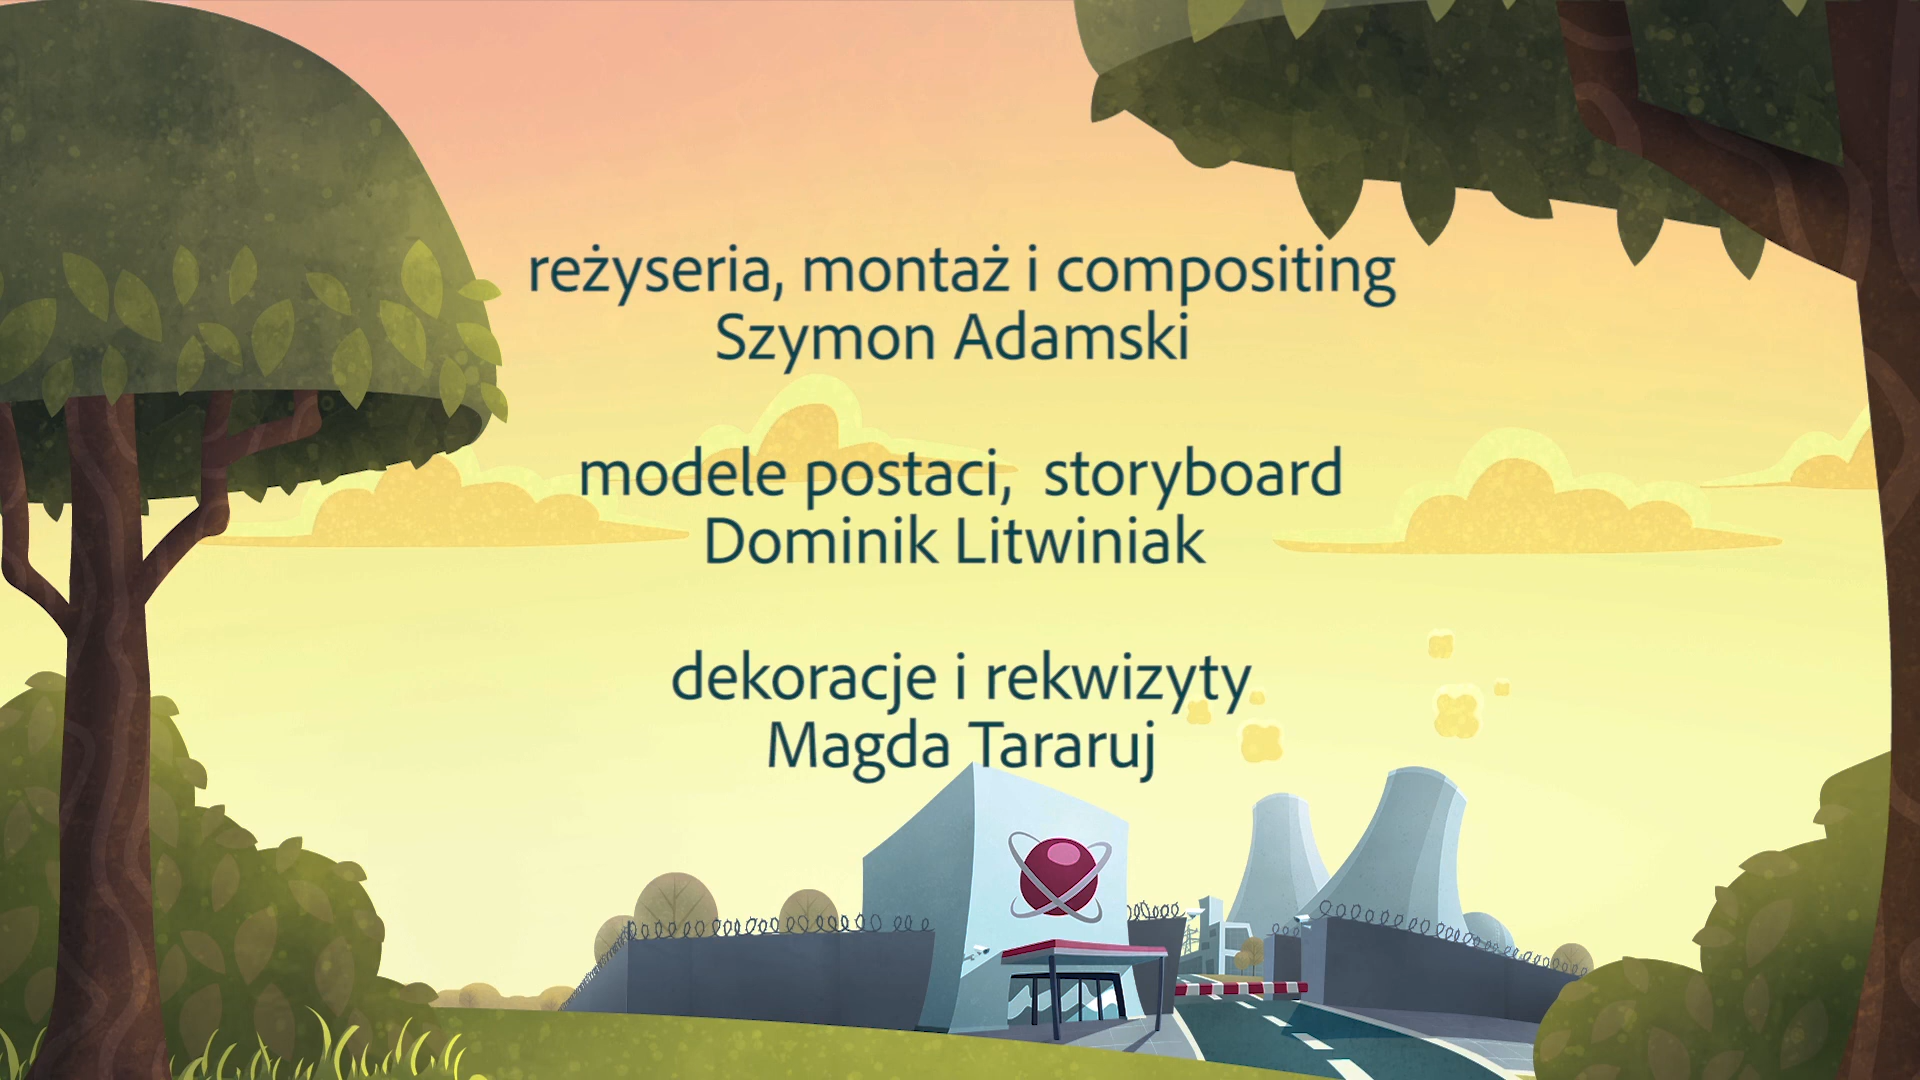 reżyseria, montaż i compositing
Szymon Adamski
modele postaci, storyboard
Dominik Litwiniak
dekoracje i rekwizyty
Magda Tararuj